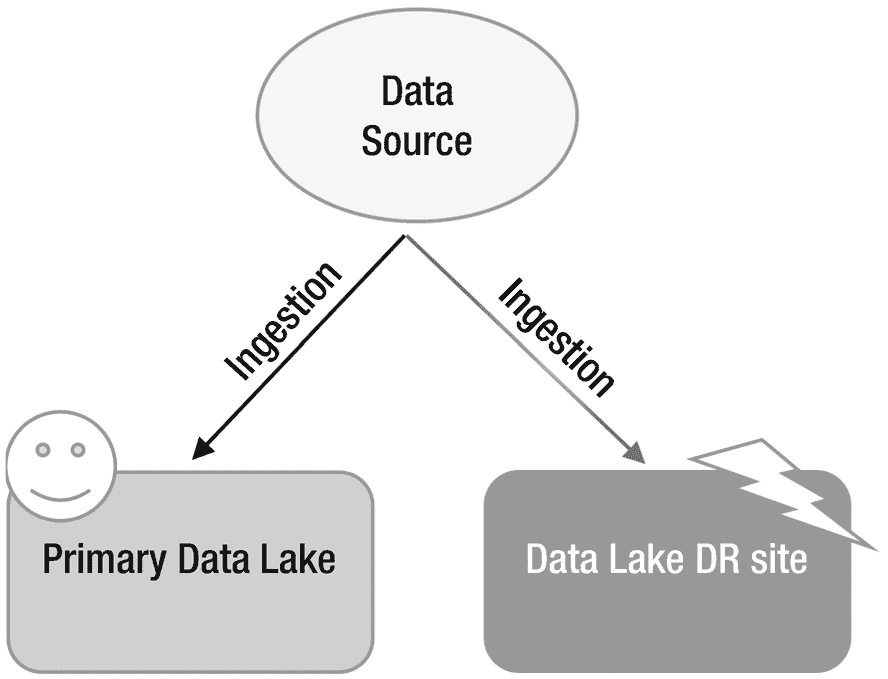 Data
Source
Ingestion
Ingestion
Primary Data Lake
Data Lake DR site